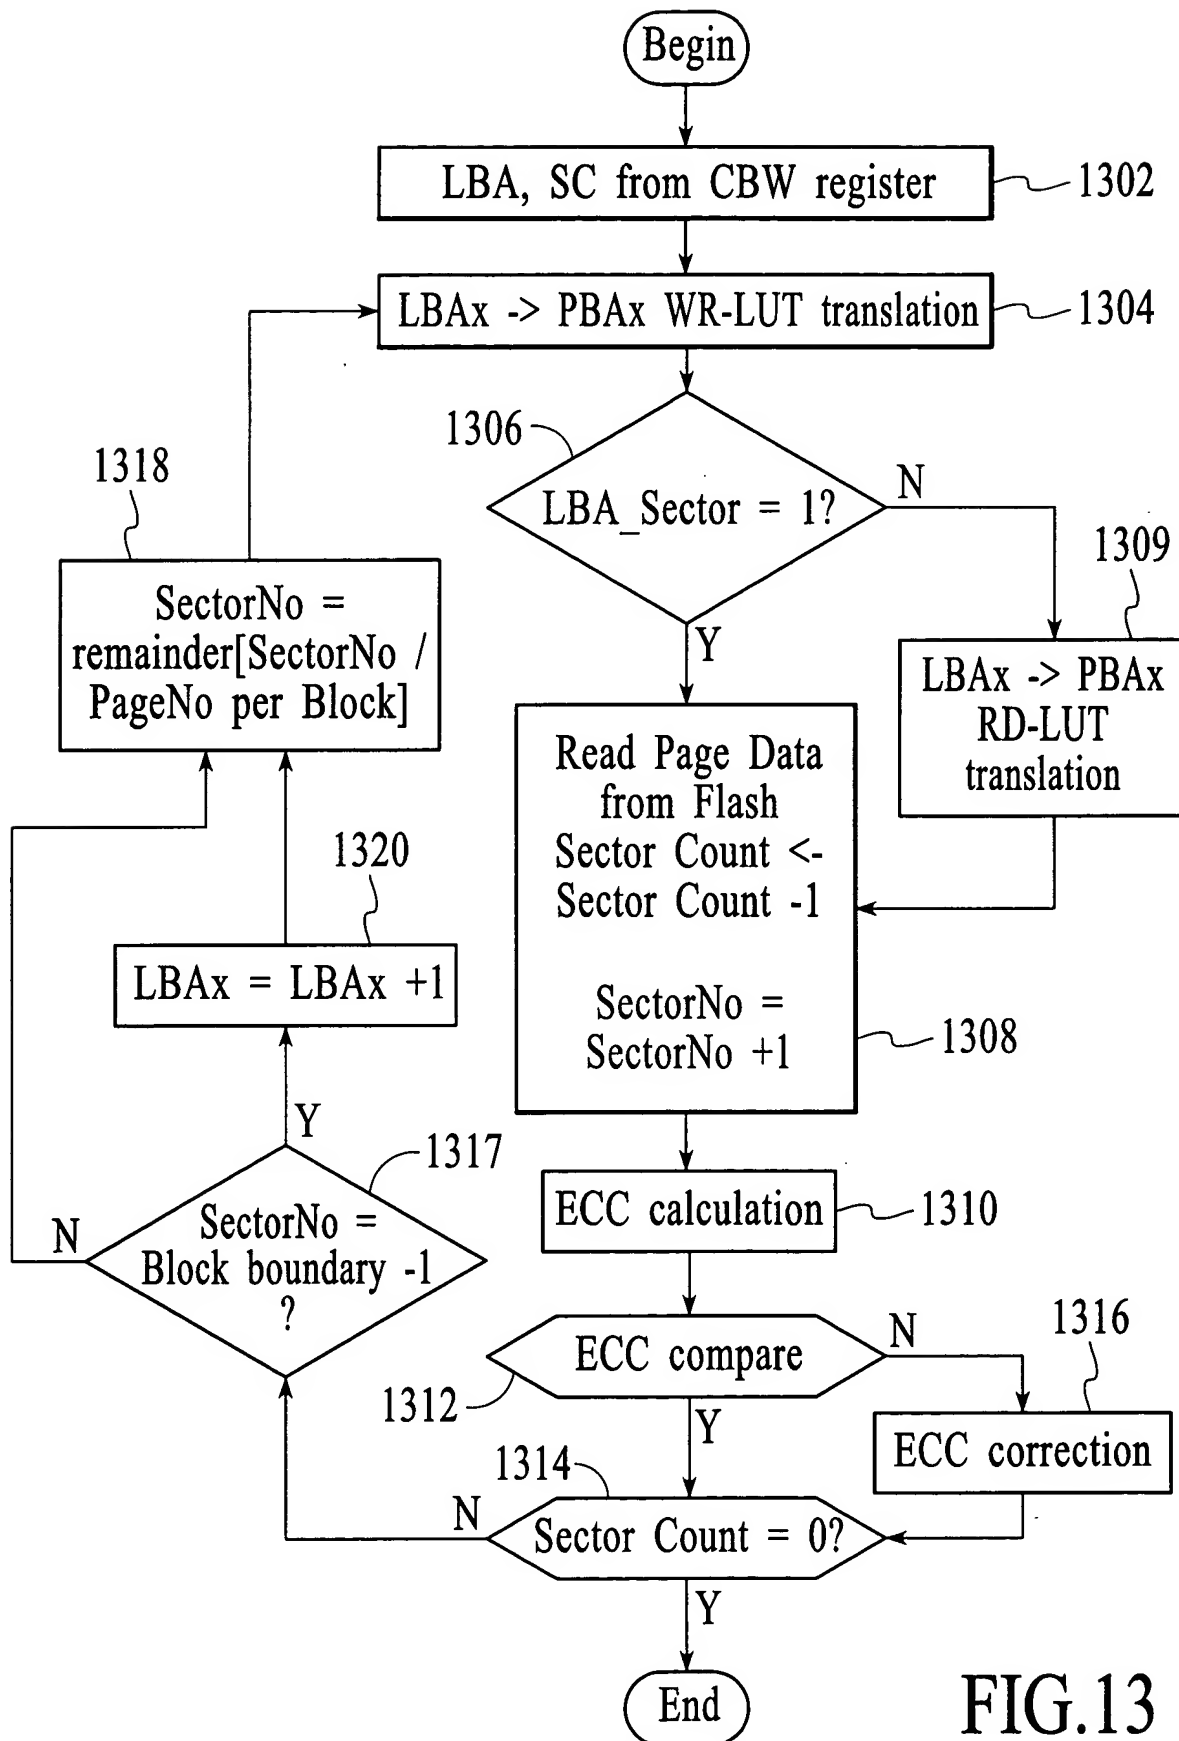 Begin
LBA, SC from CBW register
1302
LBAx -> PBAx WR-LUT translation
1304
1306
LBA_Sector = 1?
N
Y
1318
SectorNo =
remainder[SectorNo /
PageNo per Block]
1309
LBAx -> PBAx
RD-LUT
translation
Read Page Data
from Flash
Sector Count <-
Sector Count -1
SectorNo =
SectorNo +1
1308
1320
LBAx = LBAx +1
Y
1317
SectorNo =
Block boundary -1
?
N
ECC calculation
1310
ECC compare
1312
N
Y
1316
ECC correction
1314
Sector Count = 0?
N
Y
End
FIG.13